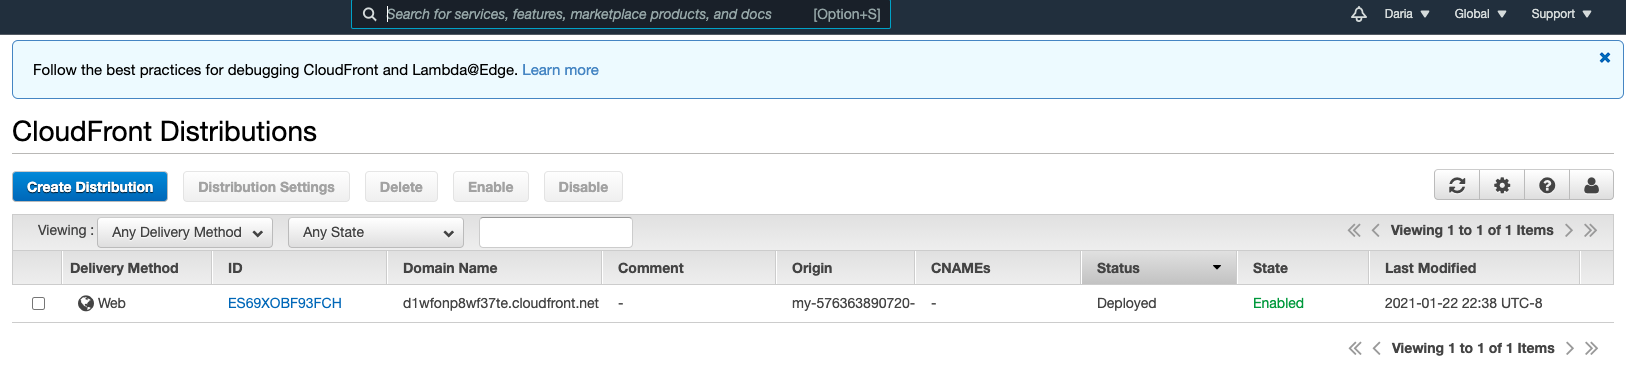 Search for services, features, marketplace products, and docs [Option+S] Daria Global Support
Follow the best practices for debugging CloudFront and Lambda@Edge. Learn more
CloudFront Distributions
Create Distribution Distribution Settings Delete Enable Disable
Viewing : Any Delivery Method Any State Viewing 1 to 1 of 1 Items
Delivery Method ID Domain Name Comment Origin CNAMEs Status State Last Modified
Web ES69XOBF93FCH d1wfonp8wf37te.cloudfront.net - my-576363890720- - Deployed Enabled 2021-01-22 22:38 UTC-8
Viewing 1 to 1 of 1 Items